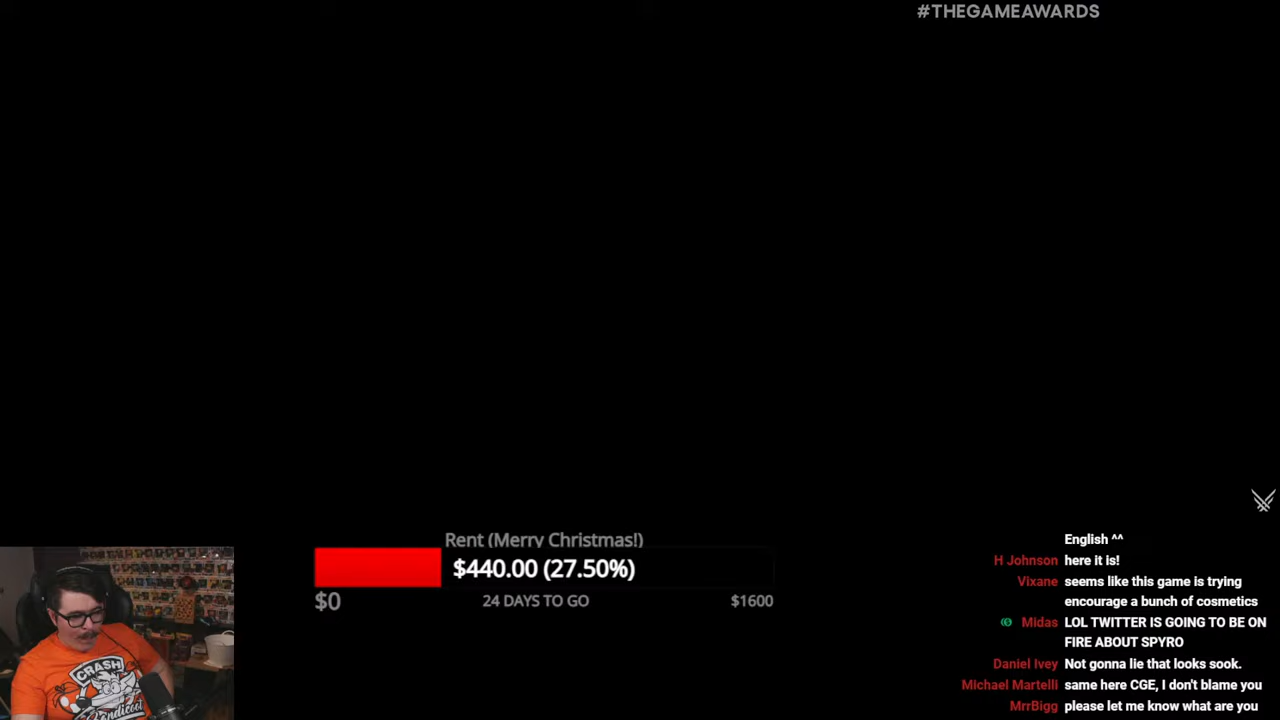 #THEGAMEAWARDS
Rent (Merry Christmas!)
$440.00 (27.50%)
$0
24 DAYS TO GO
$1600
English ^^
H Johnson here it is!
Vixane seems like this game is trying
encourage a bunch of cosmetics
Midas LOL TWITTER IS GOING TO BE ON
FIRE ABOUT SPYRO
Daniel Ivey Not gonna lie that looks sook.
Michael Martelli same here CGE, I don't blame you
MrrBigg please let me know what are you
CRASH
Bandicoot